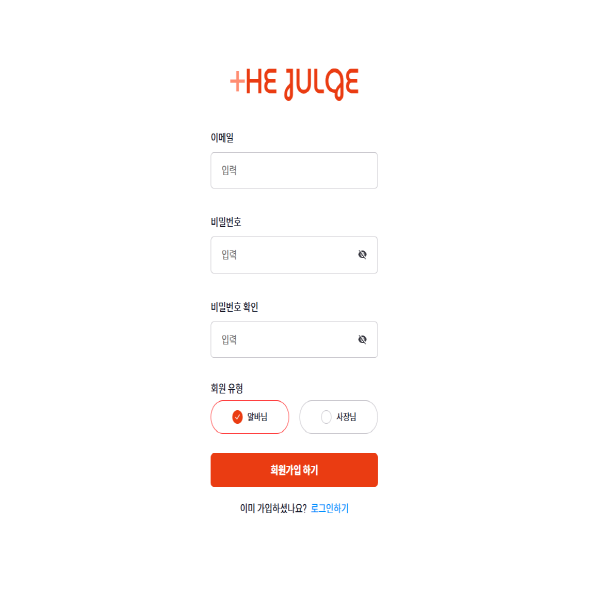 THE JULGE
이메일
입력
비밀번호
입력
비밀번호 확인
입력
회원 유형
알바님
사장님
회원가입 하기
이미 가입하셨나요? 로그인하기